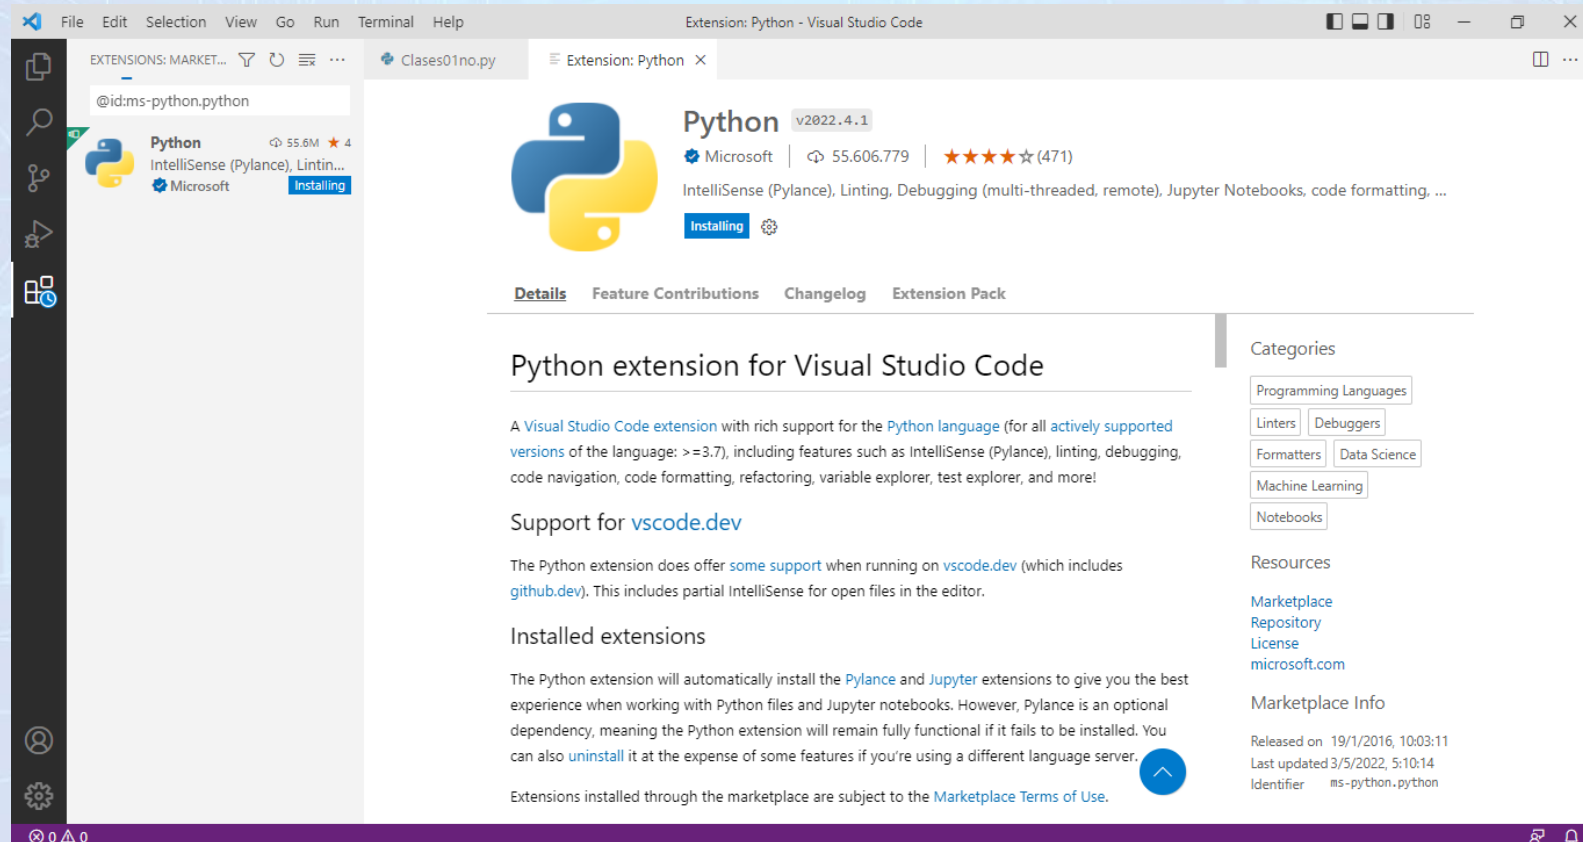 File Edit Selection View Go Run Terminal Help
Extension: Python - Visual Studio Code
EXTENSIONS: MARKET...
Clases01no.py
Extension: Python
@id:ms-python.python
Python 55.6M ★ 4
IntelliSense (Pylance), Lintin...
Microsoft Installing
Python v2022.4.1
Microsoft 55.606.779 ★★★★☆(471)
IntelliSense (Pylance), Linting, Debugging (multi-threaded, remote), Jupyter Notebooks, code formatting, ...
Installing
Details Feature Contributions Changelog Extension Pack
Python extension for Visual Studio Code
A Visual Studio Code extension with rich support for the Python language (for all actively supported
versions of the language: >=3.7), including features such as IntelliSense (Pylance), linting, debugging,
code navigation, code formatting, refactoring, variable explorer, test explorer, and more!
Support for vscode.dev
The Python extension does offer some support when running on vscode.dev (which includes
github.dev). This includes partial IntelliSense for open files in the editor.
Installed extensions
The Python extension will automatically install the Pylance and Jupyter extensions to give you the best
experience when working with Python files and Jupyter notebooks. However, Pylance is an optional
dependency, meaning the Python extension will remain fully functional if it fails to be installed. You
can also uninstall it at the expense of some features if you're using a different language server.
Extensions installed through the marketplace are subject to the Marketplace Terms of Use.
Categories
Programming Languages
Linters Debuggers
Formatters Data Science
Machine Learning
Notebooks
Resources
Marketplace
Repository
License
microsoft.com
Marketplace Info
Released on 19/1/2016, 10:03:11
Last updated 3/5/2022, 5:10:14
Identifier ms-python.python
0 0